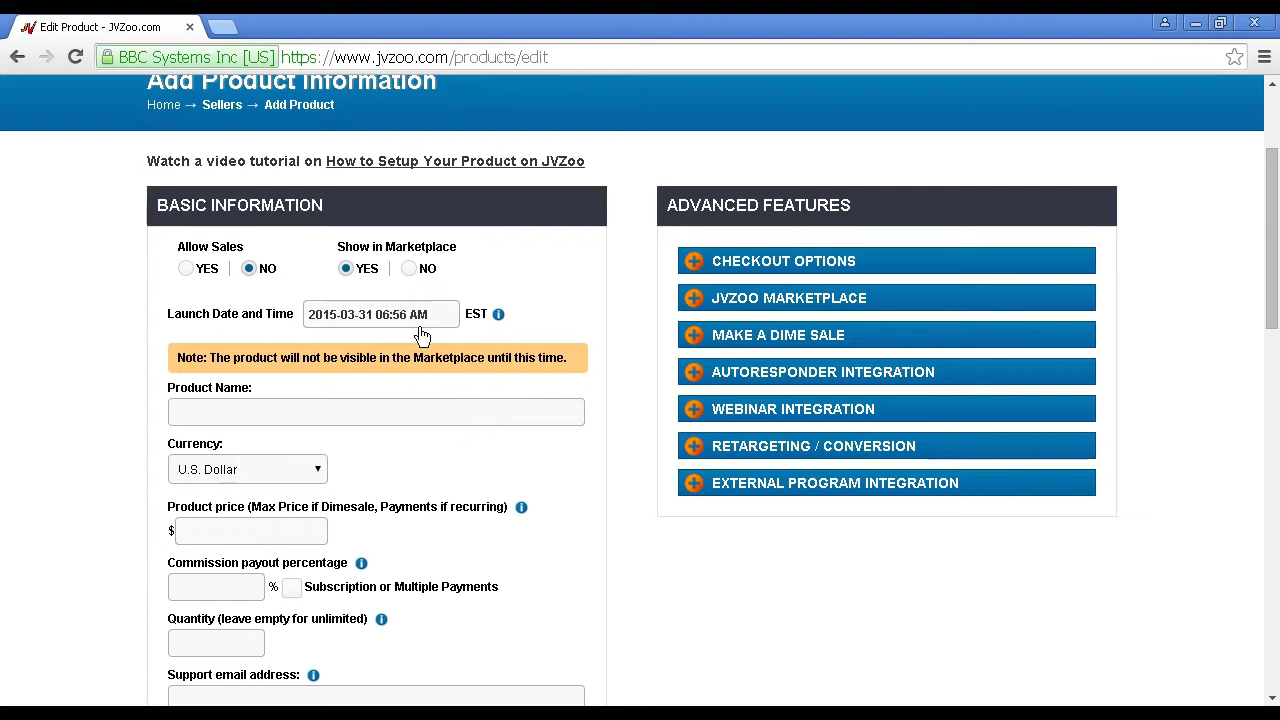 Edit Product - JVZoo.com
BBC Systems Inc [US] https://www.jvzoo.com/products/edit
Add Product Information
Home → Sellers → Add Product
Watch a video tutorial on How to Setup Your Product on JVZoo
BASIC INFORMATION
Allow Sales Show in Marketplace
YES | NO YES | NO
Launch Date and Time 2015-03-31 06:56 AM EST
Note: The product will not be visible in the Marketplace until this time.
Product Name:
Currency:
U.S. Dollar
Product price (Max Price if Dimesale, Payments if recurring)
$
Commission payout percentage
% Subscription or Multiple Payments
Quantity (leave empty for unlimited)
Support email address:
ADVANCED FEATURES
CHECKOUT OPTIONS
JVZOO MARKETPLACE
MAKE A DIME SALE
AUTORESPONDER INTEGRATION
WEBINAR INTEGRATION
RETARGETING / CONVERSION
EXTERNAL PROGRAM INTEGRATION